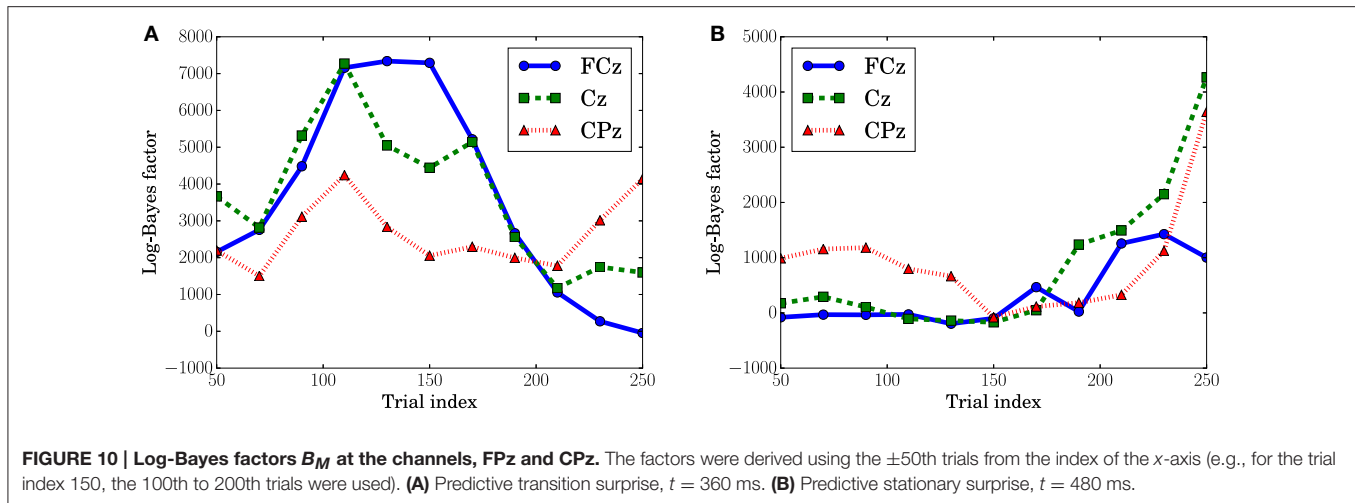 A
8000
7000
6000
5000
4000
3000
2000
1000
0
−1000
50
100
150
200
250
Log-Bayes factor
Trial index
FCz
Cz
CPz
B
5000
4000
3000
2000
1000
0
−1000
50
100
150
200
250
Log-Bayes factor
Trial index
FCz
Cz
CPz
FIGURE 10 | Log-Bayes factors B_M at the channels, FPz and CPz. The factors were derived using the ±50th trials from the index of the x-axis (e.g., for the trial
index 150, the 100th to 200th trials were used). (A) Predictive transition surprise, t = 360 ms. (B) Predictive stationary surprise, t = 480 ms.